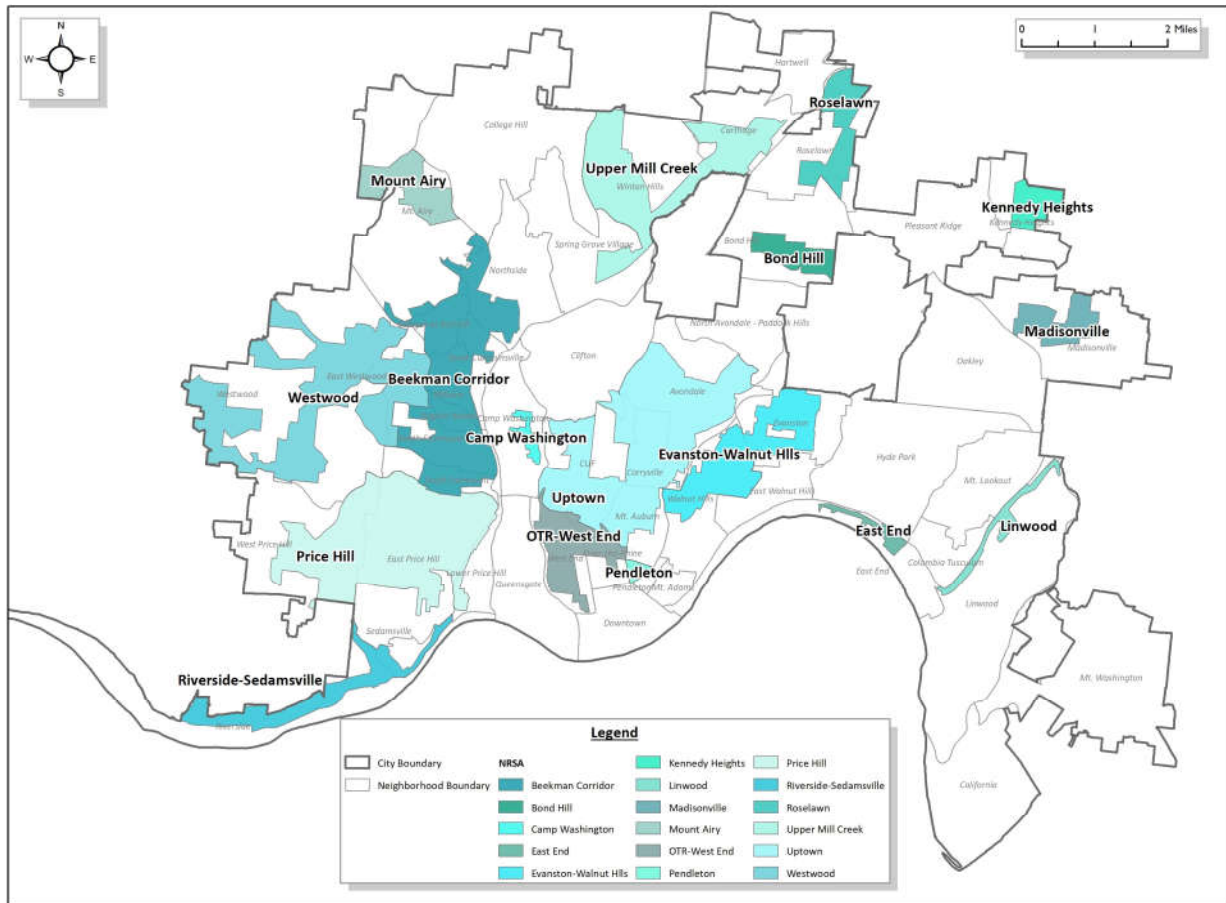 N
W E
S
0 1 2 Miles
Hartwell
Roselawn
College Hill
Carthage
Roselawn
Upper Mill Creek
Winton Hills
Mount Airy
Mt. Airy
Kennedy Heights
Kennedy Heights
Pleasant Ridge
Spring Grove Village
Bond H
Bond Hill
Northside
North Avondale - Paddock Hills
Madisonville
Madisonville
Clifton
Oakley
East Westwood
Beekman Corridor
Westwood
Westwood
Avondale
Camp Washington
Camp Washington
Evanston
Evanston-Walnut Hlls
CUF
Corryville
Hyde Park
Mt. Lookout
Uptown
Walnut Hills
East Walnut Hills
Mt. Auburn
OTR-West End
East End
Linwood
West Price Hill
Price Hill
East Price Hill
West End
Pendleton
Columbia Tusculum
East End
Lower Price Hill
Queensgate
Pendleton
Mt. Adams
Linwood
Downtown
Sedamsville
Riverside-Sedamsville
Mt. Washington
Riverside
California
Legend
City Boundary
Neighborhood Boundary
NRSA
Beekman Corridor
Bond Hill
Camp Washington
East End
Evanston-Walnut Hlls
Kennedy Heights
Linwood
Madisonville
Mount Airy
OTR-West End
Pendleton
Price Hill
Riverside-Sedamsville
Roselawn
Upper Mill Creek
Uptown
Westwood